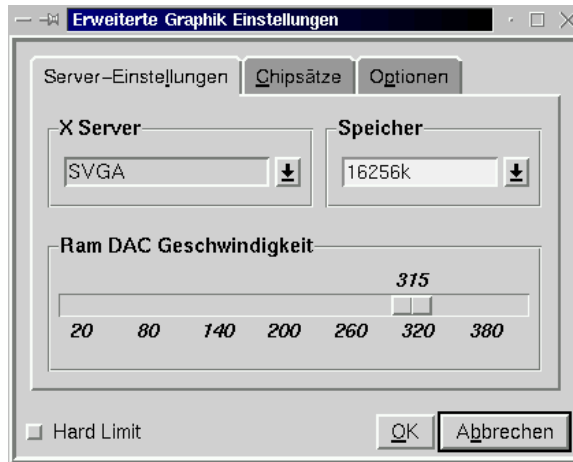 Erweiterte Graphik Einstellungen
Server-Einstellungen Chipsätze Optionen
X Server Speicher
SVGA 16256k
Ram DAC Geschwindigkeit
315
20 80 140 200 260 320 380
Hard Limit OK Abbrechen